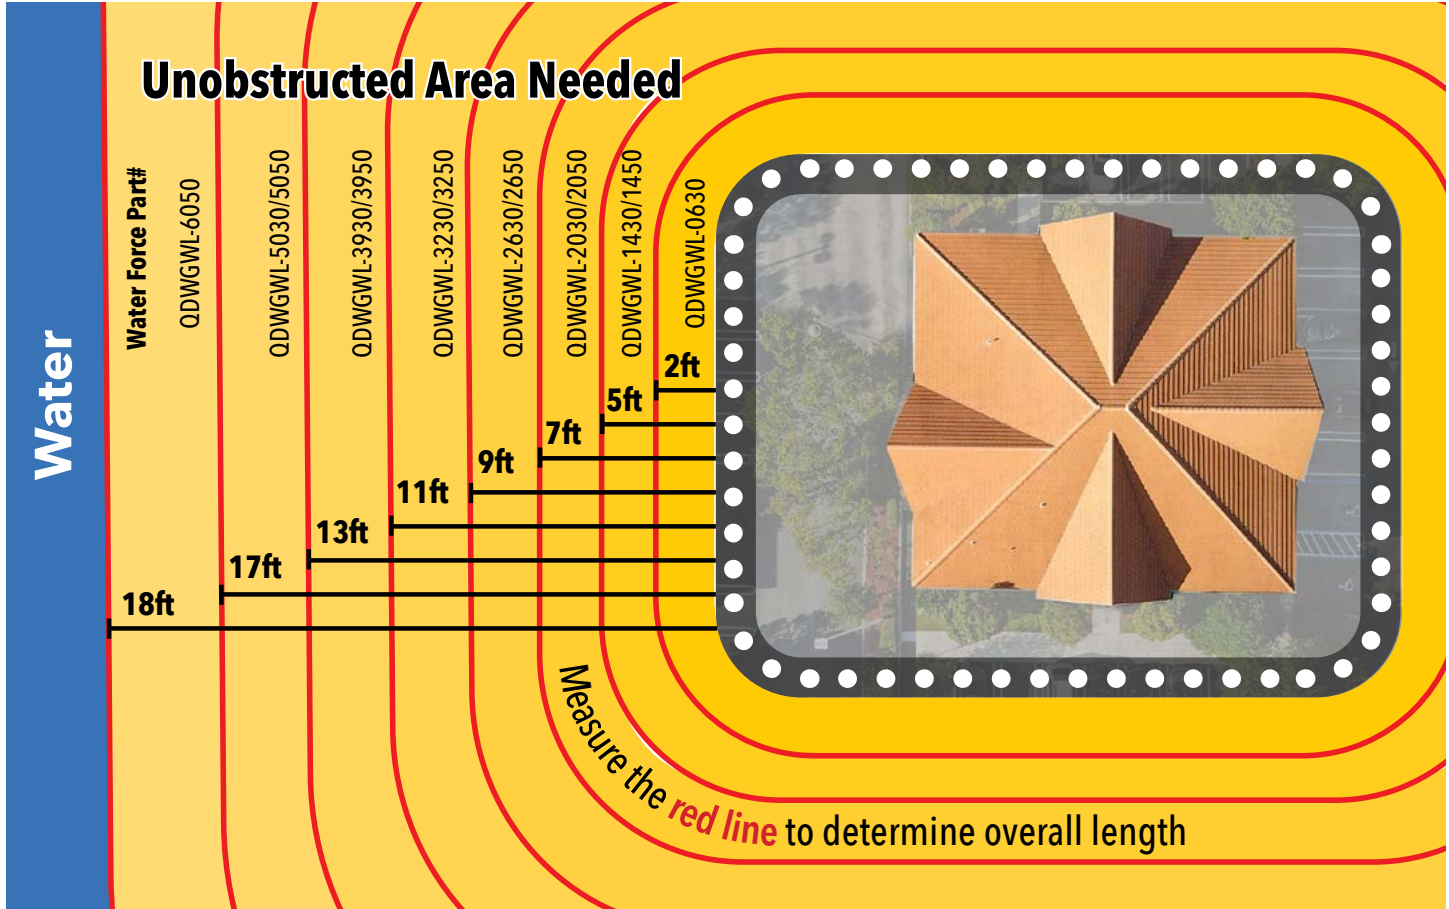 Unobstructed Area Needed
Water
Water Force Part#
QDWGWL-6050
QDWGWL-5030/5050
QDWGWL-3930/3950
QDWGWL-3230/3250
QDWGWL-2630/2650
QDWGWL-2030/2050
QDWGWL-1430/1450
QDWGWL-0630
2ft
5ft
7ft
9ft
11ft
13ft
17ft
18ft
Measure the red line to determine overall length